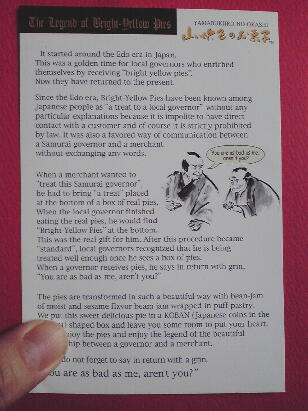 The Legend of Bright-Yellow Pies
YAMABUKIIRO NO OKASHI
It started around the Edo era in Japan.
This was a golden time for local governors who enriched
themselves by receiving "bright yellow pies".
Now they have returned to the present.
Since the Edo era, Bright-Yellow Pies have been known among
Japanese people as "a treat to a local governor" without any
particular explanations because it is impolite to have direct
contact with a customer and of course it is strictly prohibited
by law. It was also a favored way of communication between
a Samurai governor and a merchant
without exchanging any words.
You are as bad as me,
aren't you?
When a merchant wanted to
"treat this Samurai governor"
he had to bring "a treat" placed
at the bottom of a box of real pies.
When the local governor finished
eating the real pies, he would find
"Bright-Yellow Pies" at the bottom.
This was the real gift for him. After this procedure became
"standard", local governors recognized that he is being
treated well enough once he sees a box of pies.
When a governor receives pies, he says in return with grin,
"You are as bad as me, aren't you?"
The pies are transformed in such a beautiful way with bean-jam
of moist and sesame flavor beans jam wrapped in puff pastry.
We put this sweet delicious pie in a KOBAN (Japanese coins in the
shaped box and leave you some room to put your heart.
enjoy the pies and enjoy the legend of the beautiful
ship between a governor and a merchant.
do not forget to say in return with a grin.
"You are as bad as me, aren't you?"